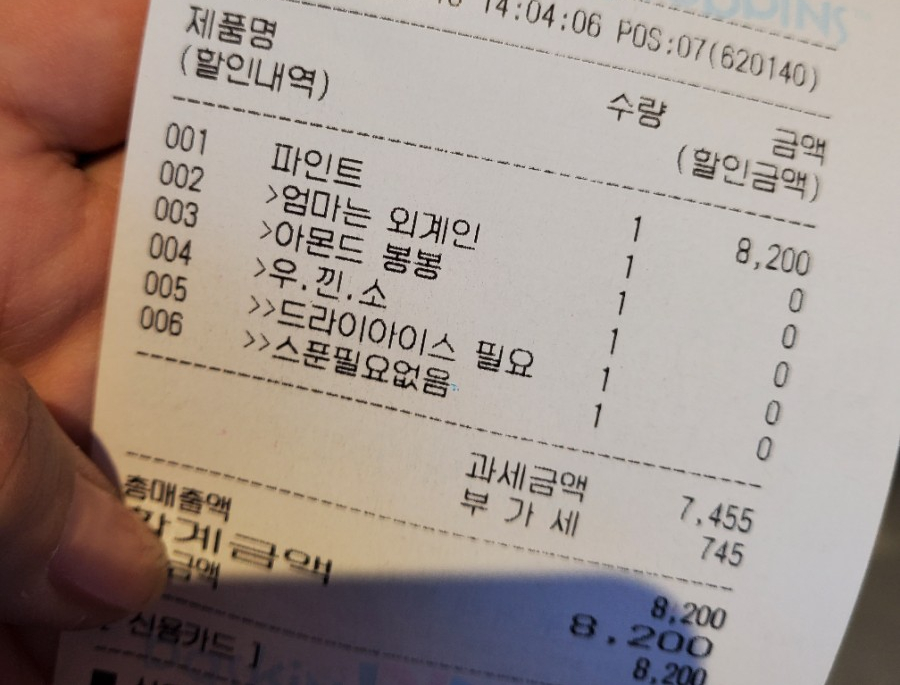 14:04:06 POS:07(620140)
제품명 수량 금액
(할인내역) (할인금액)
001 파인트 1 8,200
002 >엄마는 외계인 1 0
003 >아몬드 봉봉 1 0
004 >우.낀.소 1 0
005 >>드라이아이스 필요 1 0
006 >>스푼필요없음 1 0
과세금액 7,455
부 가 세 745
총매출액 8,200
합계금액 8,200
금액 8,200
신용카드 ]